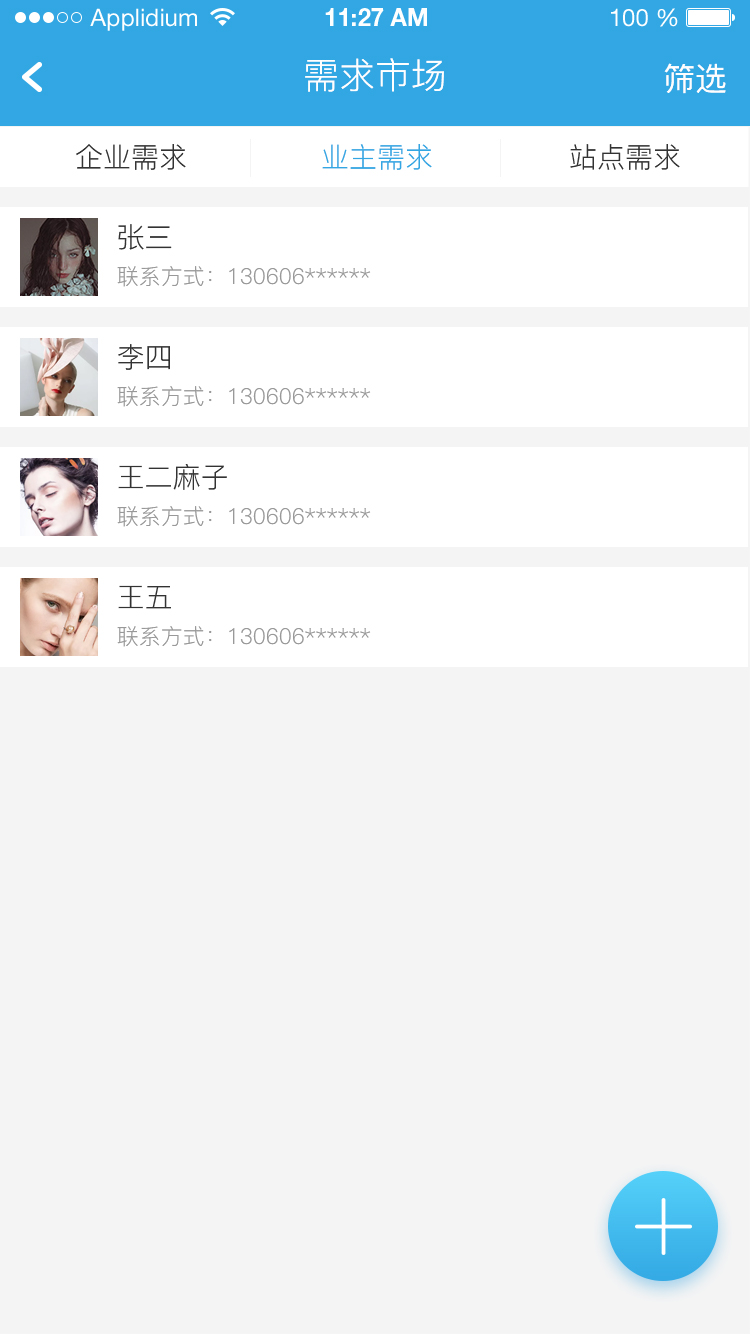 Applidium 11:27 AM 100 %
需求市场 筛选
企业需求 业主需求 站点需求
张三
联系方式：130606******
李四
联系方式：130606******
王二麻子
联系方式：130606******
王五
联系方式：130606******